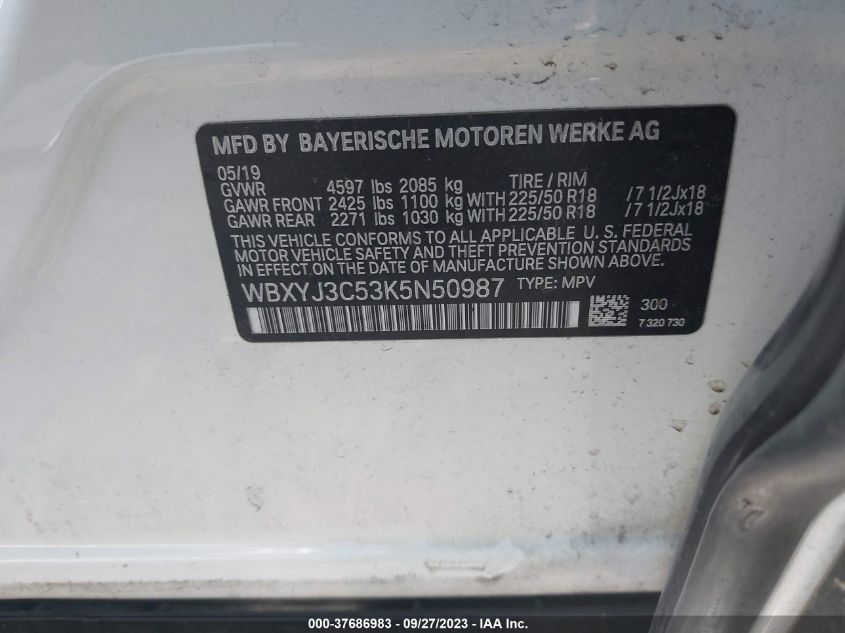 MFD BY BAYERISCHE MOTOREN WERKE AG
05/19
GVWR 4597 lbs 2085 kg TIRE / RIM
GAWR FRONT 2425 lbs 1100 kg WITH 225/50 R18 /7 1/2Jx18
GAWR REAR 2271 lbs 1030 kg WITH 225/50 R18 /7 1/2Jx18
THIS VEHICLE CONFORMS TO ALL APPLICABLE U. S. FEDERAL
MOTOR VEHICLE SAFETY AND THEFT PREVENTION STANDARDS
IN EFFECT ON THE DATE OF MANUFACTURE SHOWN ABOVE.
WBXYJ3C53K5N50987 TYPE: MPV
300
7 320 730
000-37686983 - 09/27/2023 - IAA Inc.